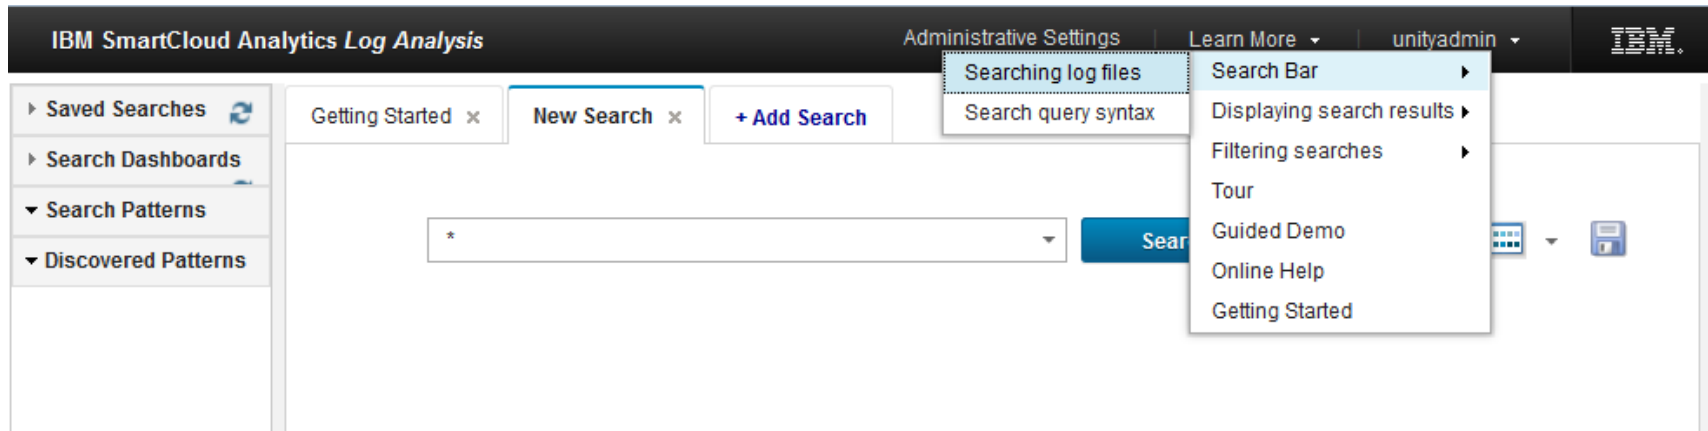 IBM SmartCloud Analytics Log Analysis
Administrative Settings
Learn More
unityadmin
IBM.
Saved Searches
Search Dashboards
Search Patterns
Discovered Patterns
Getting Started ×
New Search ×
+ Add Search
Searching log files
Search query syntax
Search Bar
Displaying search results
Filtering searches
Tour
Guided Demo
Online Help
Getting Started
*